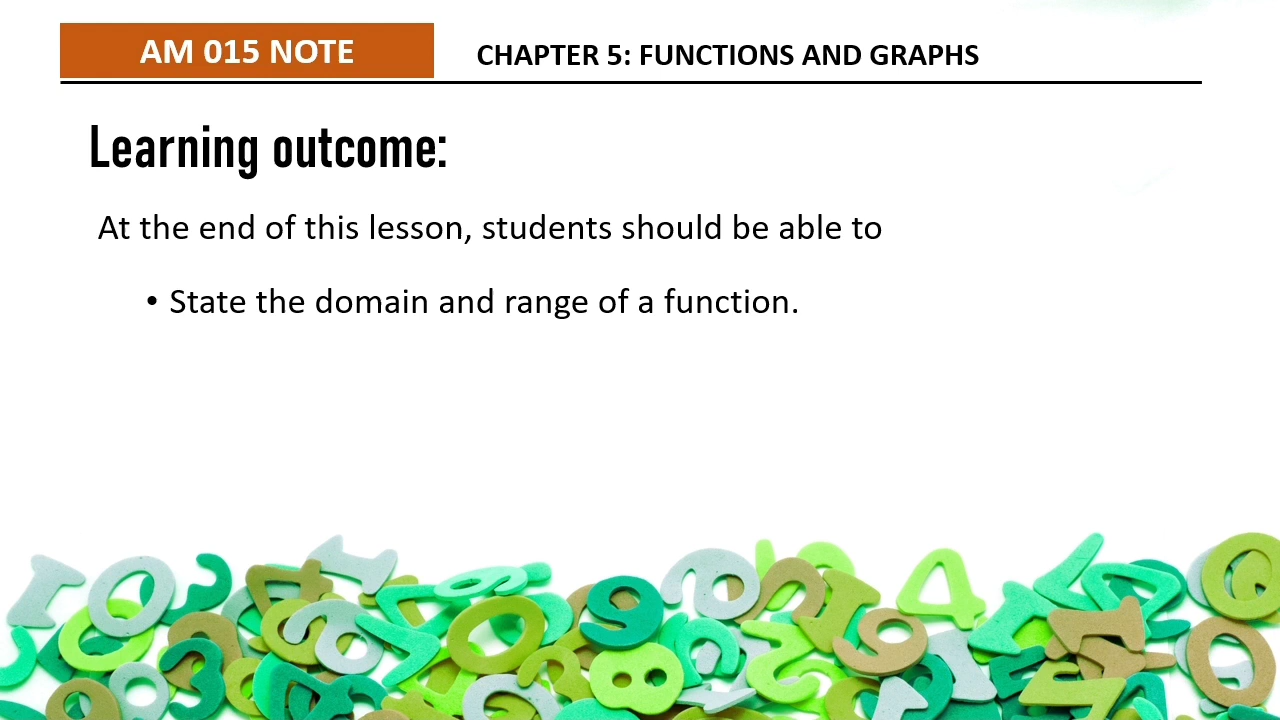 AM 015 NOTE
CHAPTER 5: FUNCTIONS AND GRAPHS
Learning outcome:
At the end of this lesson, students should be able to
• State the domain and range of a function.